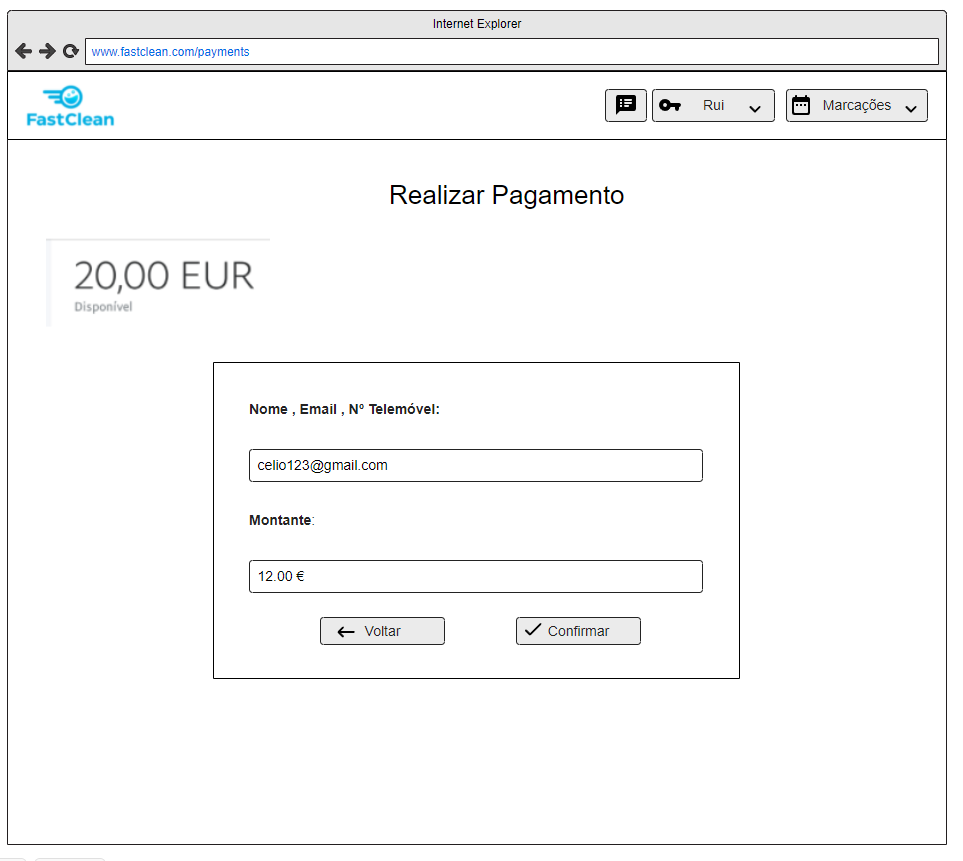 Internet Explorer
www.fastclean.com/payments
FastClean
Rui
Marcações
Realizar Pagamento
20,00 EUR
Disponível
Nome , Email , Nº Telemóvel:
celio123@gmail.com
Montante:
12.00 €
Voltar
Confirmar